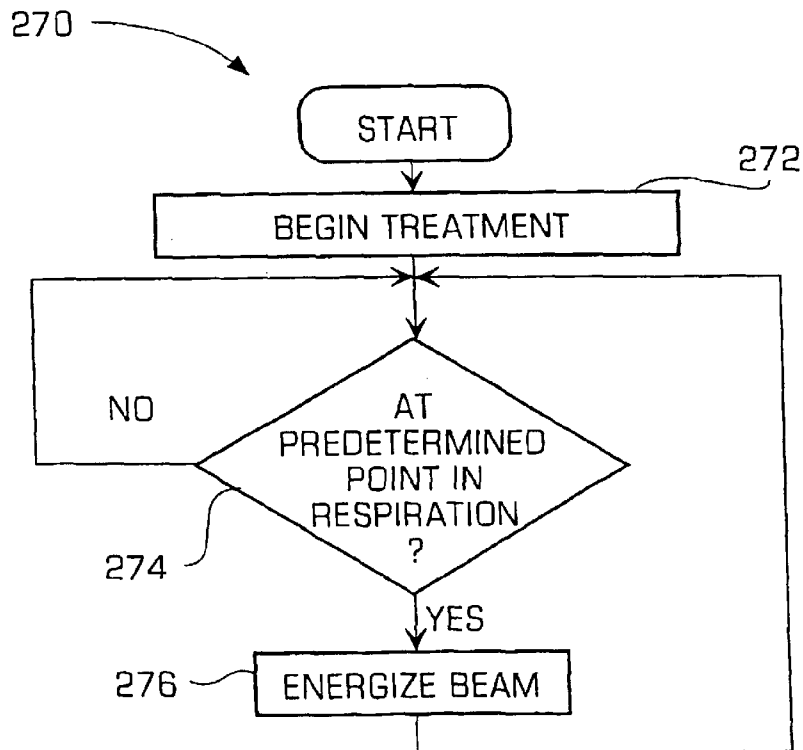 270
START
272
BEGIN TREATMENT
NO
AT
PREDETERMINED
POINT IN
RESPIRATION
?
274
YES
276
ENERGIZE BEAM